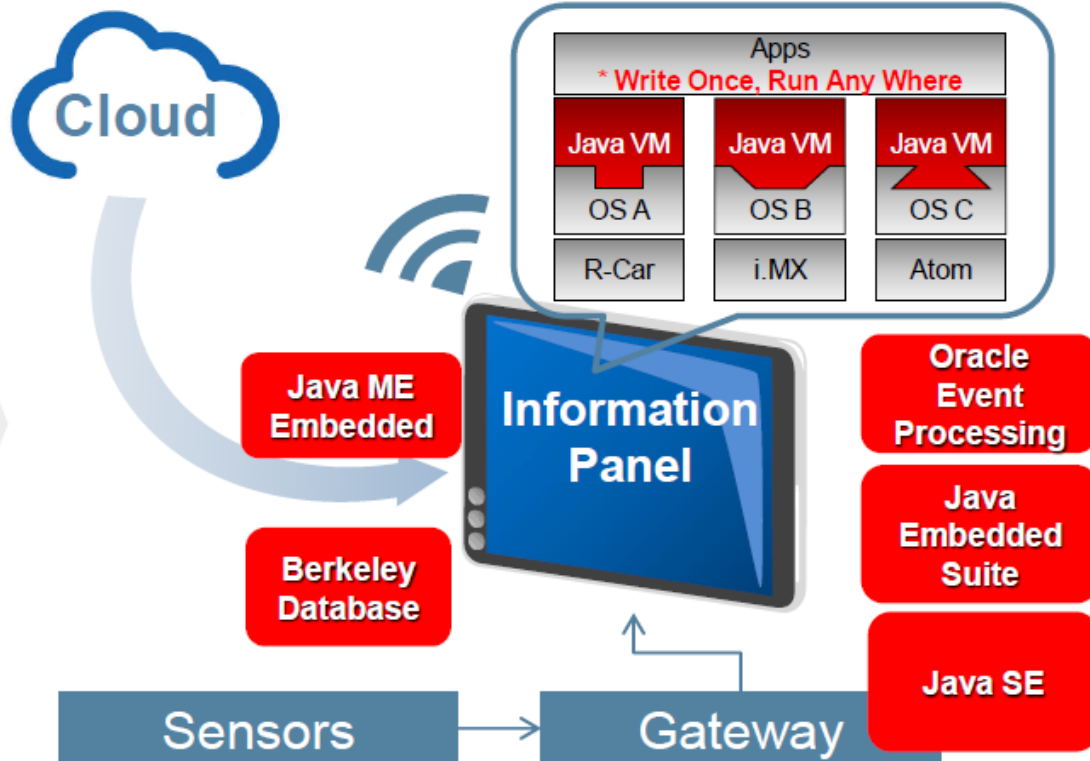 Cloud
Apps
* Write Once, Run Any Where
Java VM
Java VM
Java VM
OS A
OS B
OS C
R-Car
i.MX
Atom
Java ME
Embedded
Information
Panel
Oracle
Event
Processing
Java
Embedded
Suite
Berkeley
Database
Java SE
Sensors
Gateway